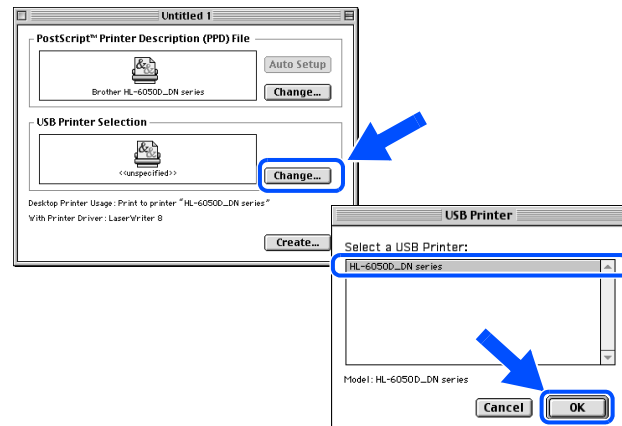 Untitled 1
PostScript™ Printer Description (PPD) File
Auto Setup
Brother HL-6050D_DN series
Change...
USB Printer Selection
<<unspecified>>
Change...
Desktop Printer Usage: Print to printer "HL-6050D_DN series"
With Printer Driver: LaserWriter 8
Create...
USB Printer
Select a USB Printer:
HL-6050D_DN series
Model: HL-6050D_DN series
Cancel
OK